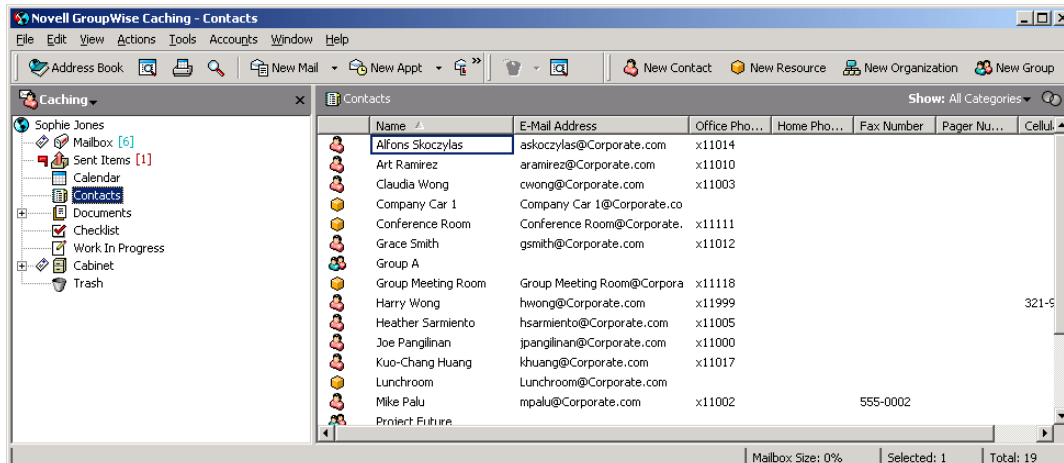 Novell GroupWise Caching - Contacts
File Edit View Actions Tools Accounts Window Help
Address Book New Mail New Appt » New Contact New Resource New Organization New Group
Caching Contacts Show: All Categories
Sophie Jones
Mailbox [6]
Sent Items [1]
Calendar
Contacts
Documents
Checklist
Work In Progress
Cabinet
Trash
Name E-Mail Address Office Pho... Home Pho... Fax Number Pager Nu... Cellul
Alfons Skoczylas askoczylas@Corporate.com x11014
Art Ramirez aramirez@Corporate.com x11010
Claudia Wong cwong@Corporate.com x11003
Company Car 1 Company Car 1@Corporate.co
Conference Room Conference Room@Corporate. x11111
Grace Smith gsmith@Corporate.com x11012
Group A
Group Meeting Room Group Meeting Room@Corpora x11118
Harry Wong hwong@Corporate.com x11999 321-9
Heather Sarmiento hsarmiento@Corporate.com x11005
Joe Pangilinan jpangilinan@Corporate.com x11000
Kuo-Chang Huang khuang@Corporate.com x11017
Lunchroom Lunchroom@Corporate.com
Mike Palu mpalu@Corporate.com x11002 555-0002
Project Future
Mailbox Size: 0% Selected: 1 Total: 19